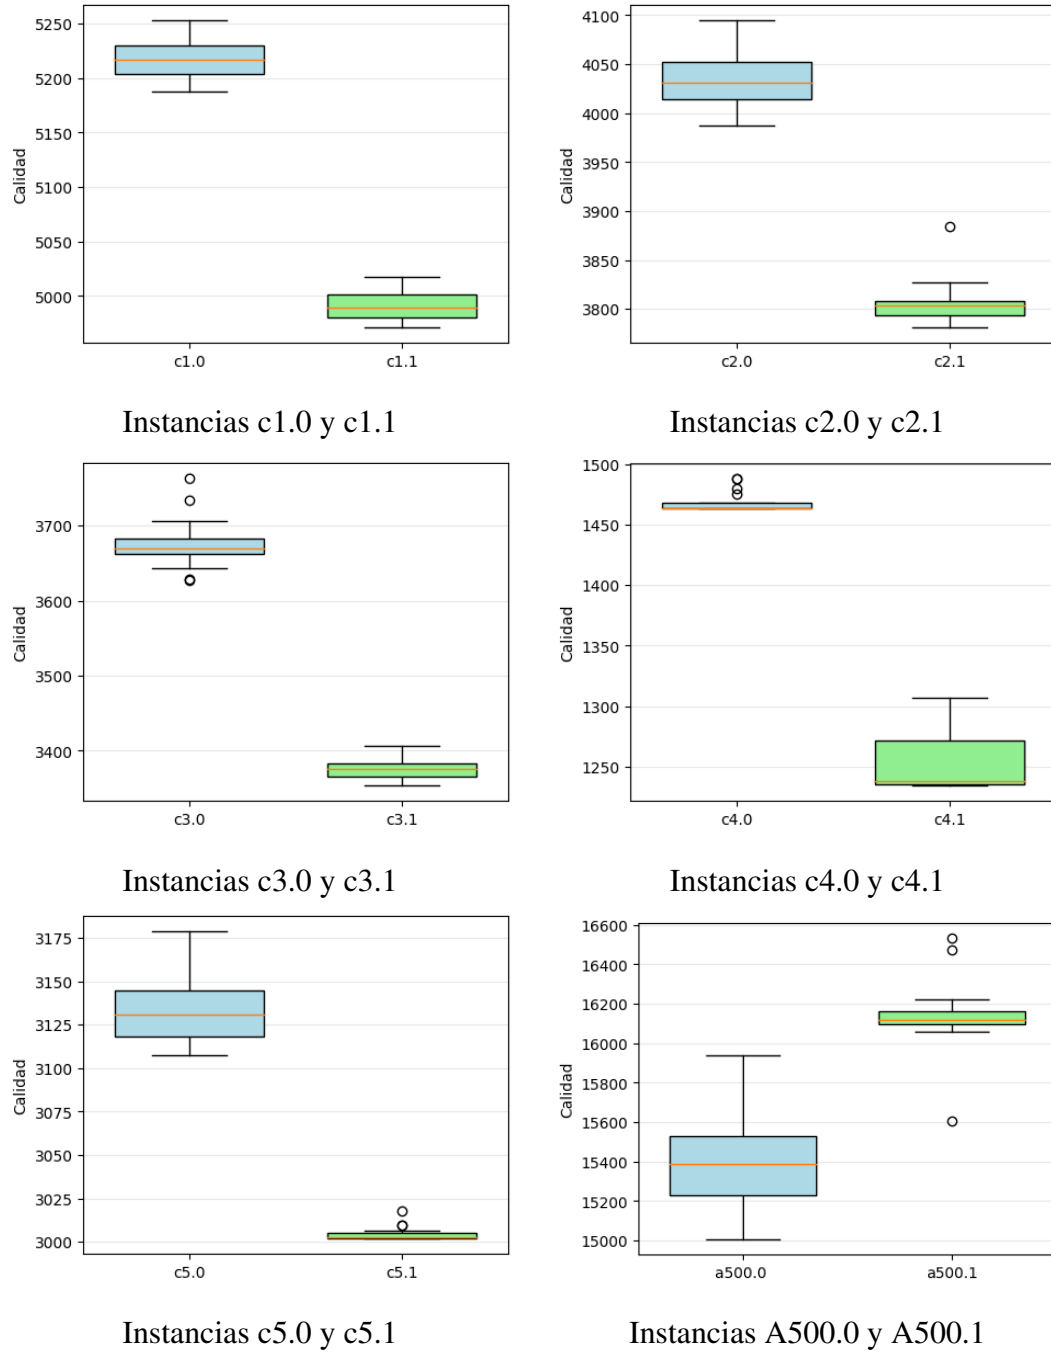 Calidad
5250
5200
5150
5100
5050
5000
c1.0
c1.1
Instancias c1.0 y c1.1
Calidad
4100
4050
4000
3950
3900
3850
3800
c2.0
c2.1
Instancias c2.0 y c2.1
Calidad
3700
3600
3500
3400
c3.0
c3.1
Instancias c3.0 y c3.1
Calidad
1500
1450
1400
1350
1300
1250
c4.0
c4.1
Instancias c4.0 y c4.1
Calidad
3175
3150
3125
3100
3075
3050
3025
3000
c5.0
c5.1
Instancias c5.0 y c5.1
Calidad
16600
16400
16200
16000
15800
15600
15400
15200
15000
a500.0
a500.1
Instancias A500.0 y A500.1